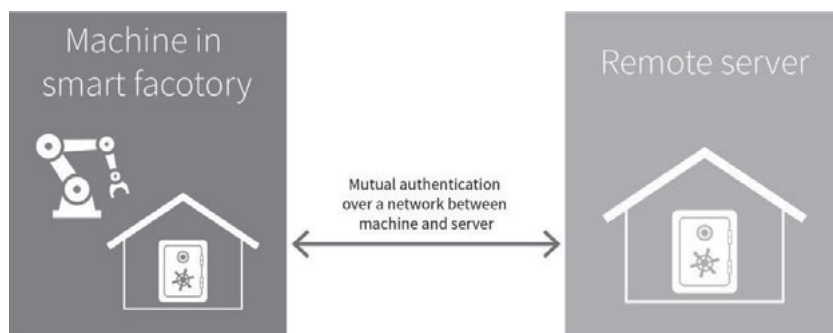 Machine in
smart facotory
Remote server
Mutual authentication
over a network between
machine and server